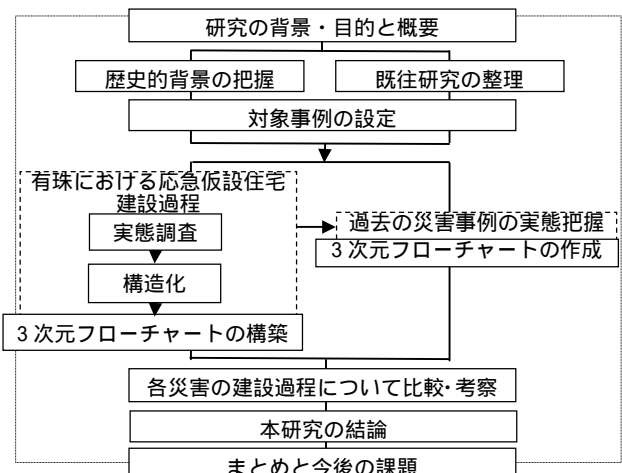 研究の背景・目的と概要
歴史的背景の把握
既往研究の整理
対象事例の設定
有珠における応急仮設住宅
建設過程
実態調査
構造化
3次元フローチャートの構築
過去の災害事例の実態把握
3次元フローチャートの作成
各災害の建設過程について比較・考察
本研究の結論
まとめと今後の課題